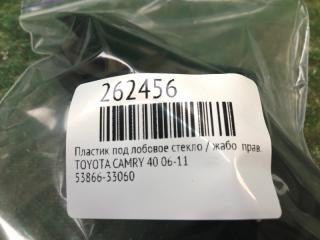 262456
Пластик под лобовое стекло / жабо прав.
TOYOTA CAMRY 40 06-11
53866-33060